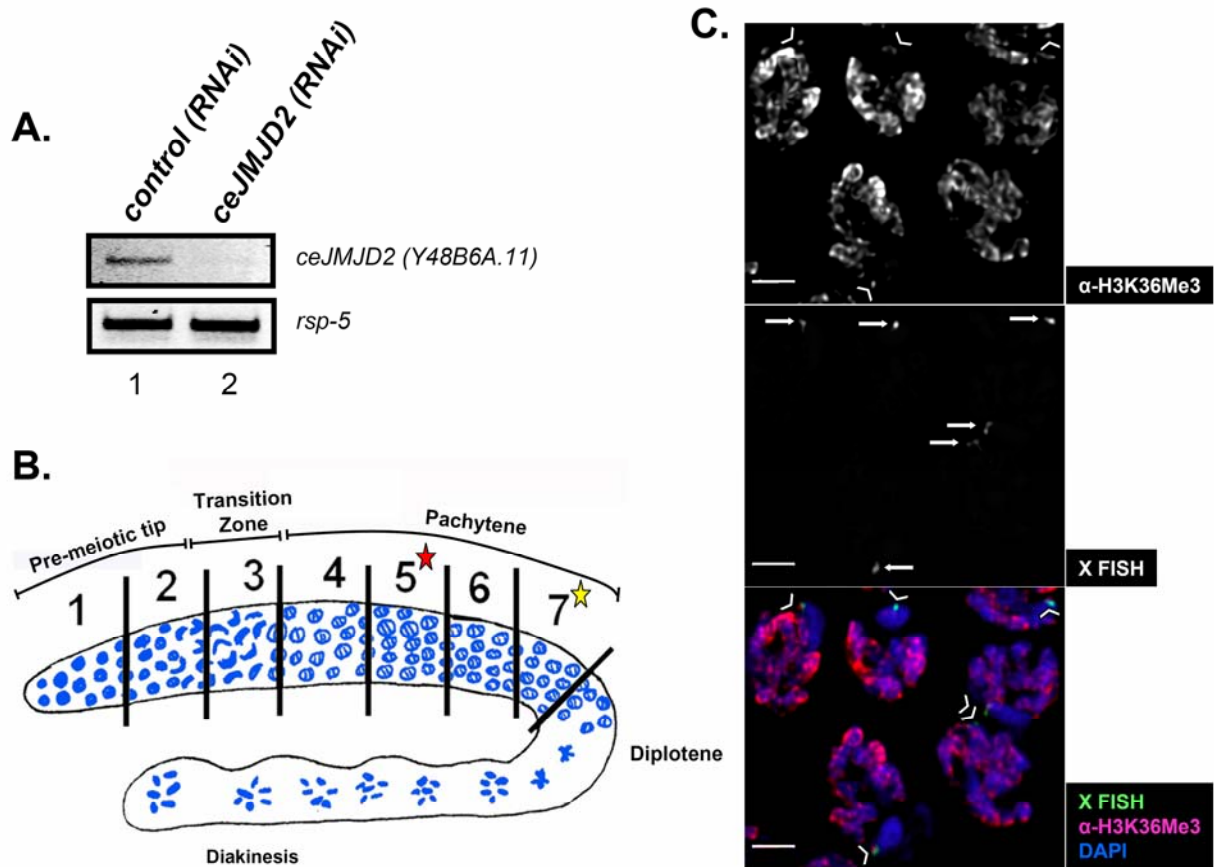 A.
control (RNAi)
ceJMJD2 (RNAi)
ceJMJD2 (Y48B6A.11)
rsp-5
1 2
B.
Pre-meiotic tip
Transition
Zone
Pachytene
1 2 3 4 5 6 7
Diplotene
Diakinesis
C.
α-H3K36Me3
X FISH
X FISH
α-H3K36Me3
DAPI